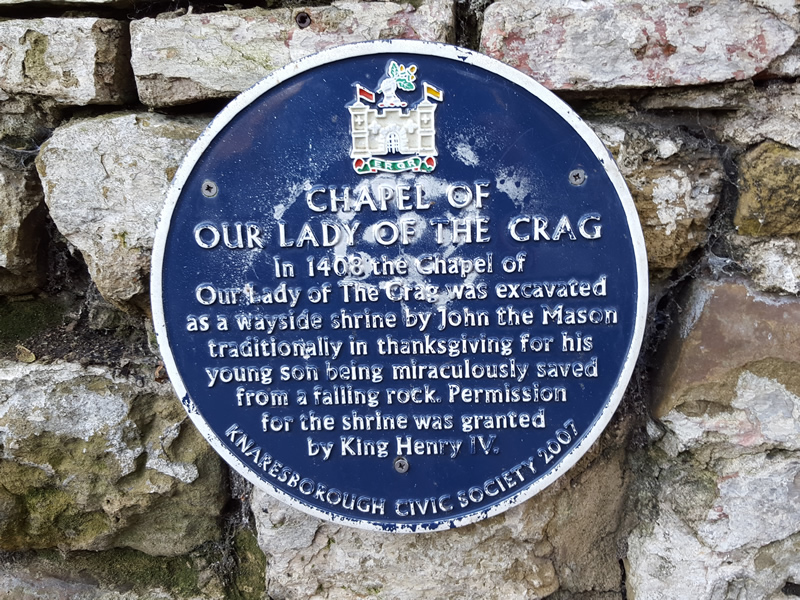 CHAPEL OF
OUR LADY OF THE CRAG
In 1408 the Chapel of
Our Lady of The Crag was excavated
as a wayside shrine by John the Mason
traditionally in thanksgiving for his
young son being miraculously saved
from a falling rock. Permission
for the shrine was granted
by King Henry IV.
KNARESBOROUGH CIVIC SOCIETY 2007